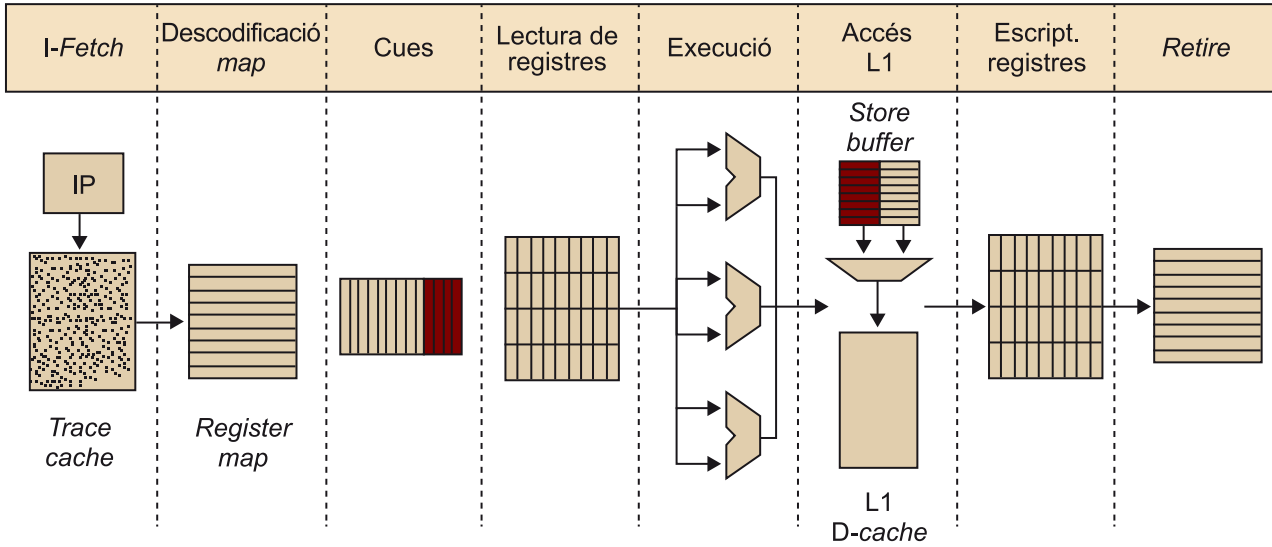 I-Fetch
Descodificació
map
Cues
Lectura de
registres
Execució
Accés
L1
Escript.
registres
Retire
Store
buffer
IP
Trace
cache
Register
map
L1
D-cache